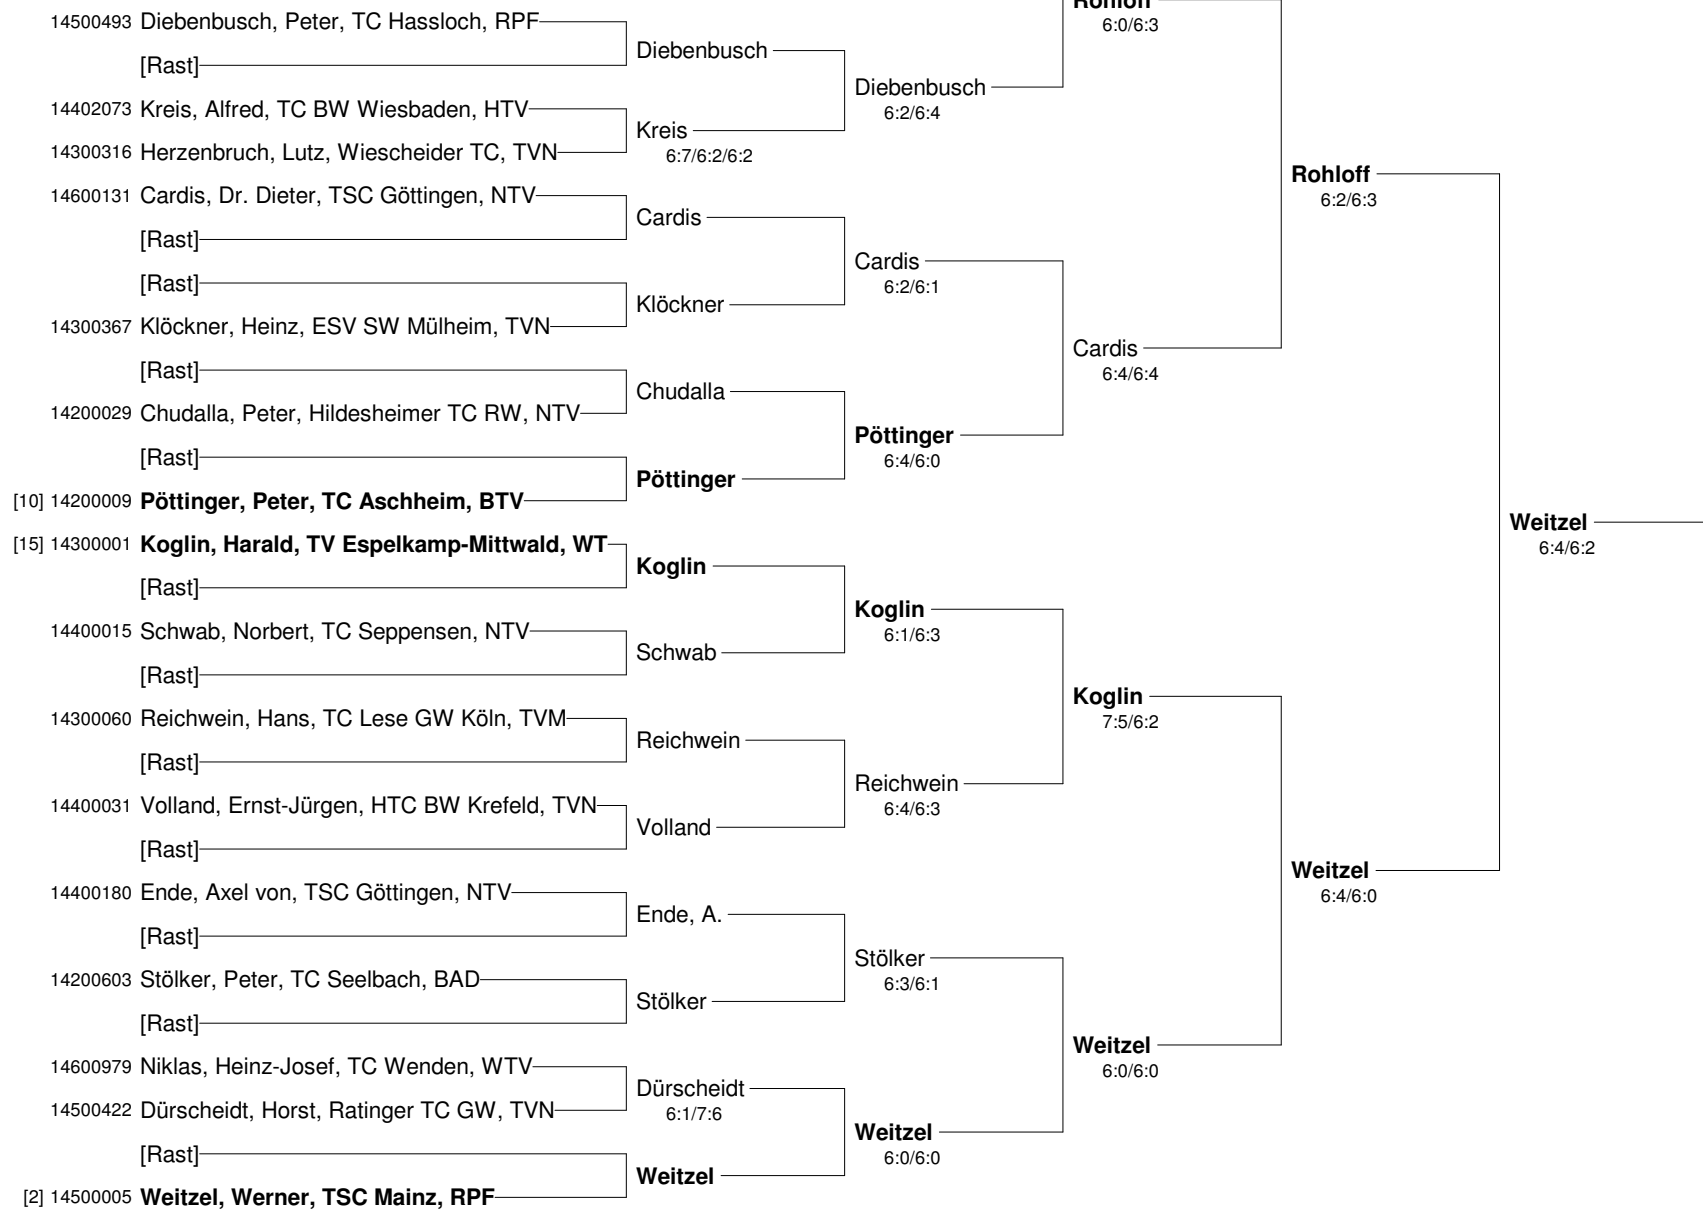 Rohloff
6:0/6:3
14500493 Diebenbusch, Peter, TC Hassloch, RPF
Diebenbusch
[Rast]
Diebenbusch
6:2/6:4
14402073 Kreis, Alfred, TC BW Wiesbaden, HTV
Kreis
6:7/6:2/6:2
14300316 Herzenbruch, Lutz, Wiescheider TC, TVN
Rohloff
6:2/6:3
14600131 Cardis, Dr. Dieter, TSC Göttingen, NTV
Cardis
[Rast]
Cardis
6:2/6:1
[Rast]
Klöckner
14300367 Klöckner, Heinz, ESV SW Mülheim, TVN
Cardis
6:4/6:4
[Rast]
Chudalla
14200029 Chudalla, Peter, Hildesheimer TC RW, NTV
Pöttinger
6:4/6:0
[Rast]
Pöttinger
[10] 14200009 Pöttinger, Peter, TC Aschheim, BTV
Weitzel
6:4/6:2
[15] 14300001 Koglin, Harald, TV Espelkamp-Mittwald, WT
Koglin
[Rast]
Koglin
6:1/6:3
14400015 Schwab, Norbert, TC Seppensen, NTV
Schwab
[Rast]
Koglin
7:5/6:2
14300060 Reichwein, Hans, TC Lese GW Köln, TVM
Reichwein
[Rast]
Reichwein
6:4/6:3
14400031 Volland, Ernst-Jürgen, HTC BW Krefeld, TVN
Volland
[Rast]
Weitzel
6:4/6:0
14400180 Ende, Axel von, TSC Göttingen, NTV
Ende, A.
[Rast]
Stölker
6:3/6:1
14200603 Stölker, Peter, TC Seelbach, BAD
Stölker
[Rast]
Weitzel
6:0/6:0
14600979 Niklas, Heinz-Josef, TC Wenden, WTV
Dürscheidt
6:1/7:6
14500422 Dürscheidt, Horst, Ratinger TC GW, TVN
Weitzel
6:0/6:0
[Rast]
Weitzel
[2] 14500005 Weitzel, Werner, TSC Mainz, RPF